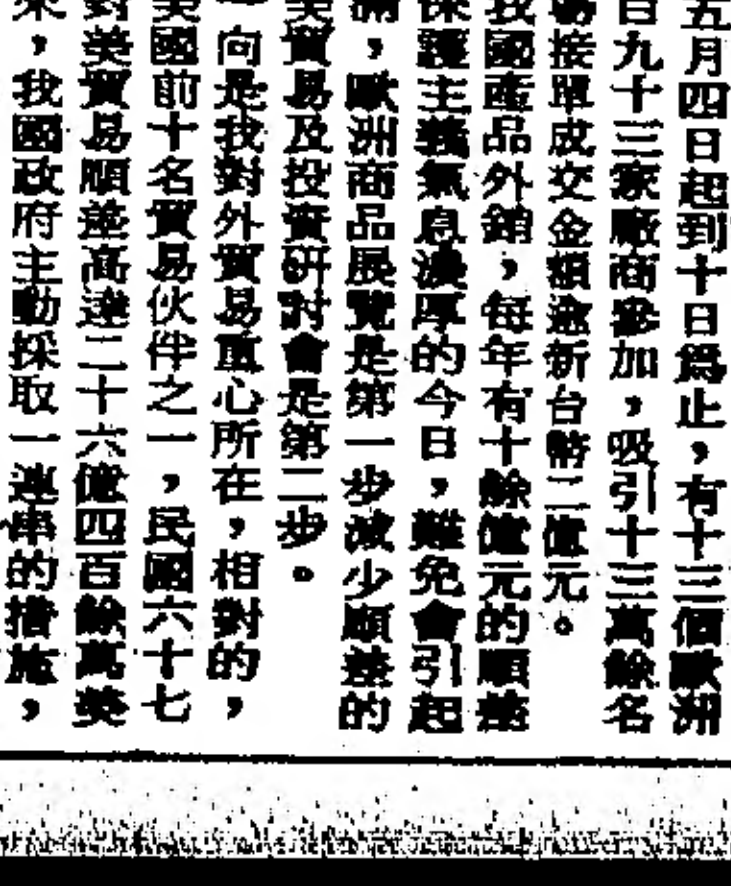 五月四日起到十日爲止，有十三個歐洲
百九十三家廠商參加，吸引十三萬餘名
場接單成交金額逾新台幣二億元。
我國產品外銷，每年有十餘億元的順差
保護主義氣息濃厚的今日，難免會引起
滿，歐洲商品展覽是第一步減少順差的
美貿易及投資研討會是第二步。
向是我對外貿易重心所在，相對的，
美國前十名貿易伙伴之一，民國六十七
對美貿易順差高達二十六億四百餘萬美
來，我國政府主動採取一連串的措施，